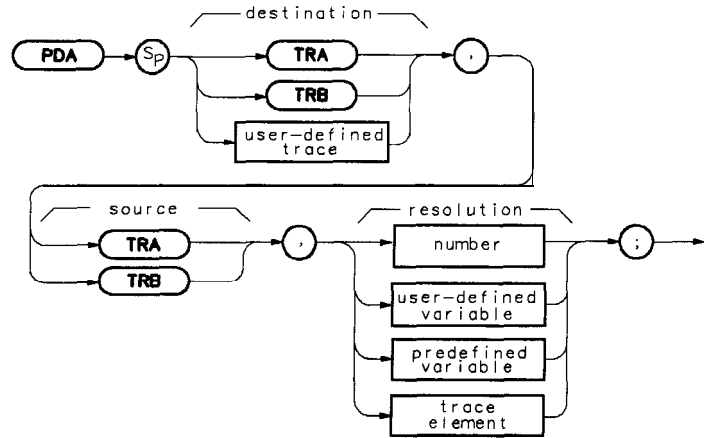 destination
PDA
Sp
TRA
,
TRB
user-defined
trace
source
resolution
TRA
,
number
;
TRB
user-defined
variable
predefined
variable
trace
element